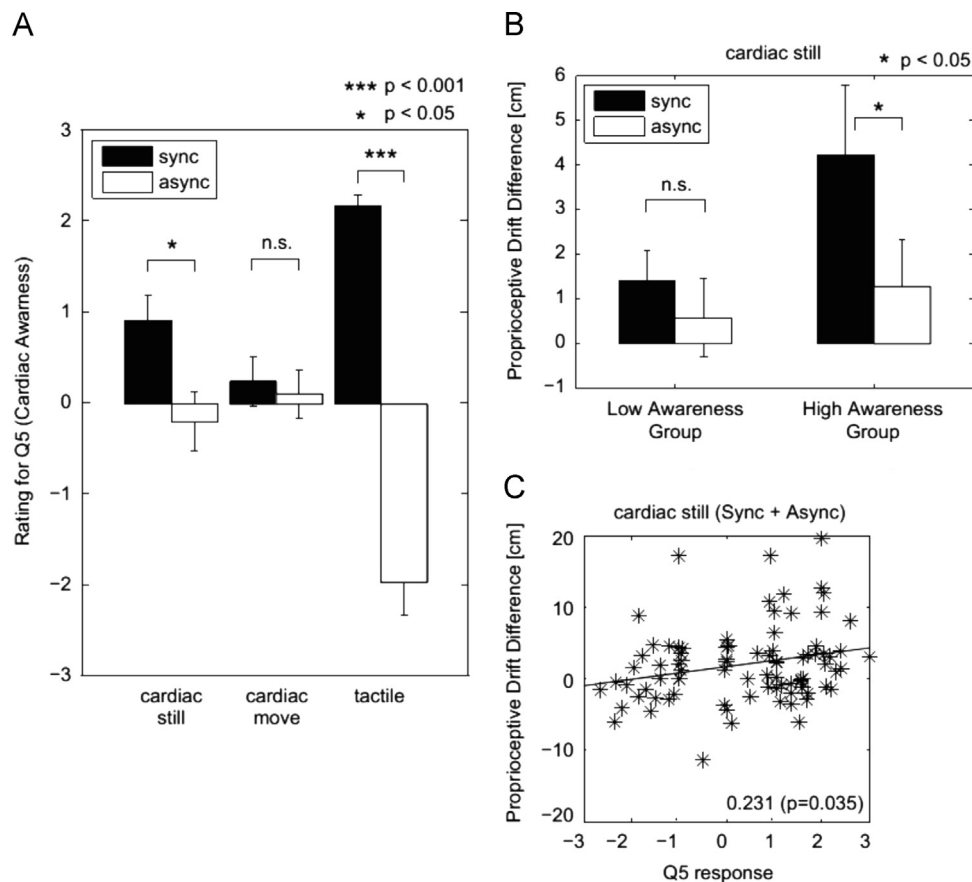 A
*** p < 0.001
* p < 0.05
sync
async
***
*
n.s.
3
2
1
0
−1
−2
−3
Rating for Q5 (Cardiac Awarness)
cardiac still
cardiac move
tactile
B
cardiac still
* p < 0.05
sync
async
*
n.s.
6
5
4
3
2
1
0
−1
Proprioceptive Drift Difference [cm]
Low Awareness
Group
High Awareness
Group
C
cardiac still (Sync + Async)
20
10
0
−10
−20
Proprioceptive Drift Difference [cm]
0.231 (p=0.035)
−3 −2 −1 0 1 2 3
Q5 response